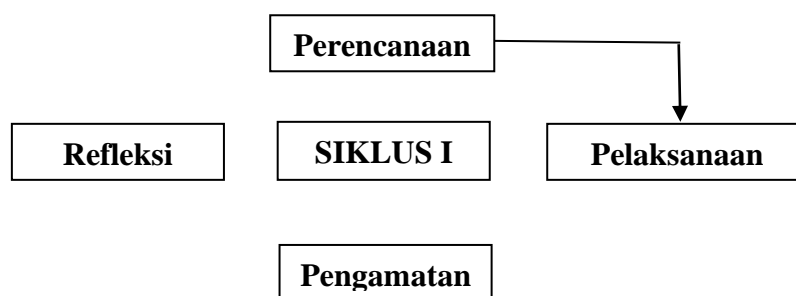 Perencanaan
Refleksi
SIKLUS I
Pelaksanaan
Pengamatan